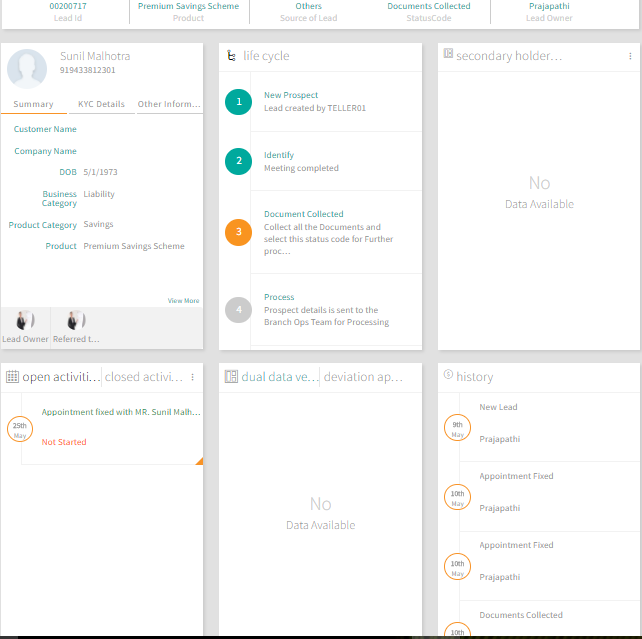 00200717
Premium Savings Scheme
Others
Documents Collected
Prajapathi
Lead Id
Product
Source of Lead
StatusCode
Lead Owner
Sunil Malhotra
919433812301
Summary
KYC Details
Other Inform...
Customer Name
Company Name
DOB 5/1/1973
Business Category Liability
Product Category Savings
Product Premium Savings Scheme
View More
Lead Owner
Referred t...
life cycle
1
New Prospect
Lead created by TELLER01
2
Identify
Meeting completed
3
Document Collected
Collect all the Documents and
select this status code for Further
proc...
4
Process
Prospect details is sent to the
Branch Ops Team for Processing
secondary holder...
No
Data Available
open activiti...
closed activi...
Appointment fixed with MR. Sunil Malh...
29th
May
Not Started
dual data ve...
deviation ap...
No
Data Available
history
New Lead
9th
May
Prajapathi
Appointment Fixed
10th
May
Prajapathi
Appointment Fixed
10th
May
Prajapathi
Documents Collected
10th